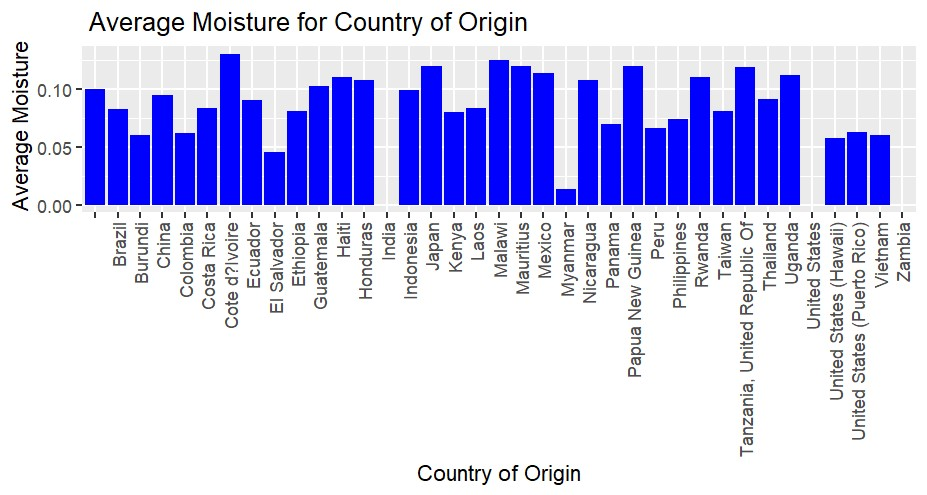 Average Moisture for Country of Origin
Average Moisture
0.10
0.05
0.00
Brazil
Burundi
China
Colombia
Costa Rica
Cote d?Ivoire
Ecuador
El Salvador
Ethiopia
Guatemala
Haiti
Honduras
India
Indonesia
Japan
Kenya
Laos
Malawi
Mauritius
Mexico
Myanmar
Nicaragua
Panama
Papua New Guinea
Peru
Philippines
Rwanda
Taiwan
Tanzania, United Republic Of
Thailand
Uganda
United States
United States (Hawaii)
United States (Puerto Rico)
Vietnam
Zambia
Country of Origin